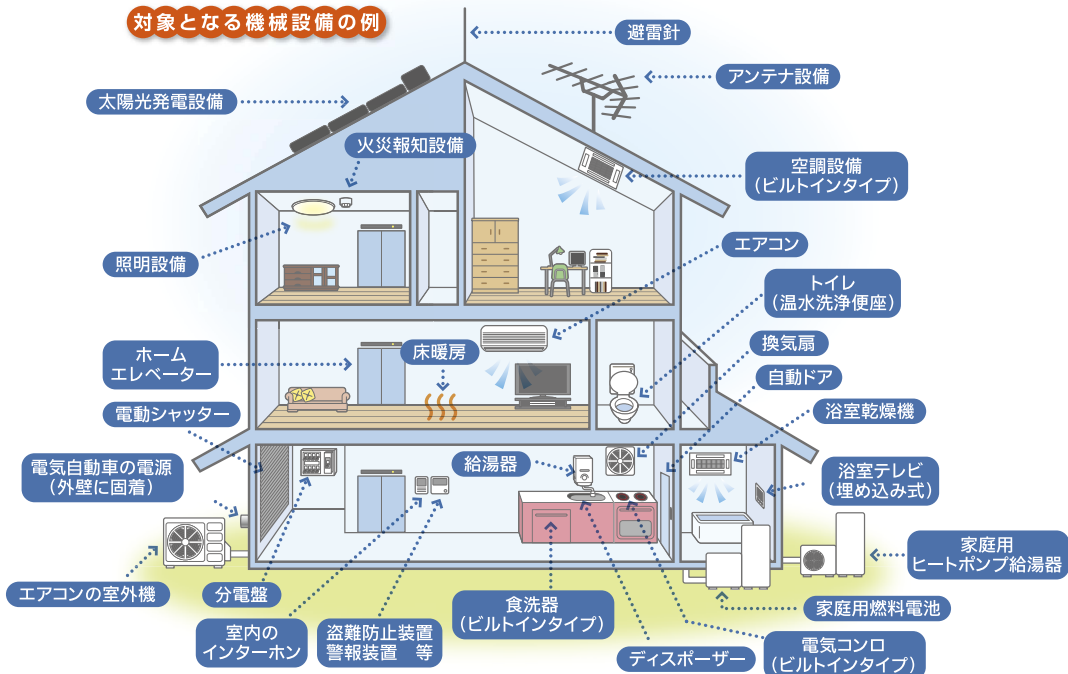 対象となる機械設備の例
避雷針
アンテナ設備
太陽光発電設備
火災報知設備
空調設備
（ビルトインタイプ）
照明設備
エアコン
トイレ
（温水洗浄便座）
換気扇
ホーム
エレベーター
床暖房
自動ドア
電動シャッター
浴室乾燥機
電気自動車の電源
（外壁に固着）
給湯器
浴室テレビ
（埋め込み式）
家庭用
ヒートポンプ給湯器
エアコンの室外機
分電盤
食洗器
（ビルトインタイプ）
家庭用燃料電池
室内の
インターホン
盗難防止装置
警報装置　等
ディスポーザー
電気コンロ
（ビルトインタイプ）